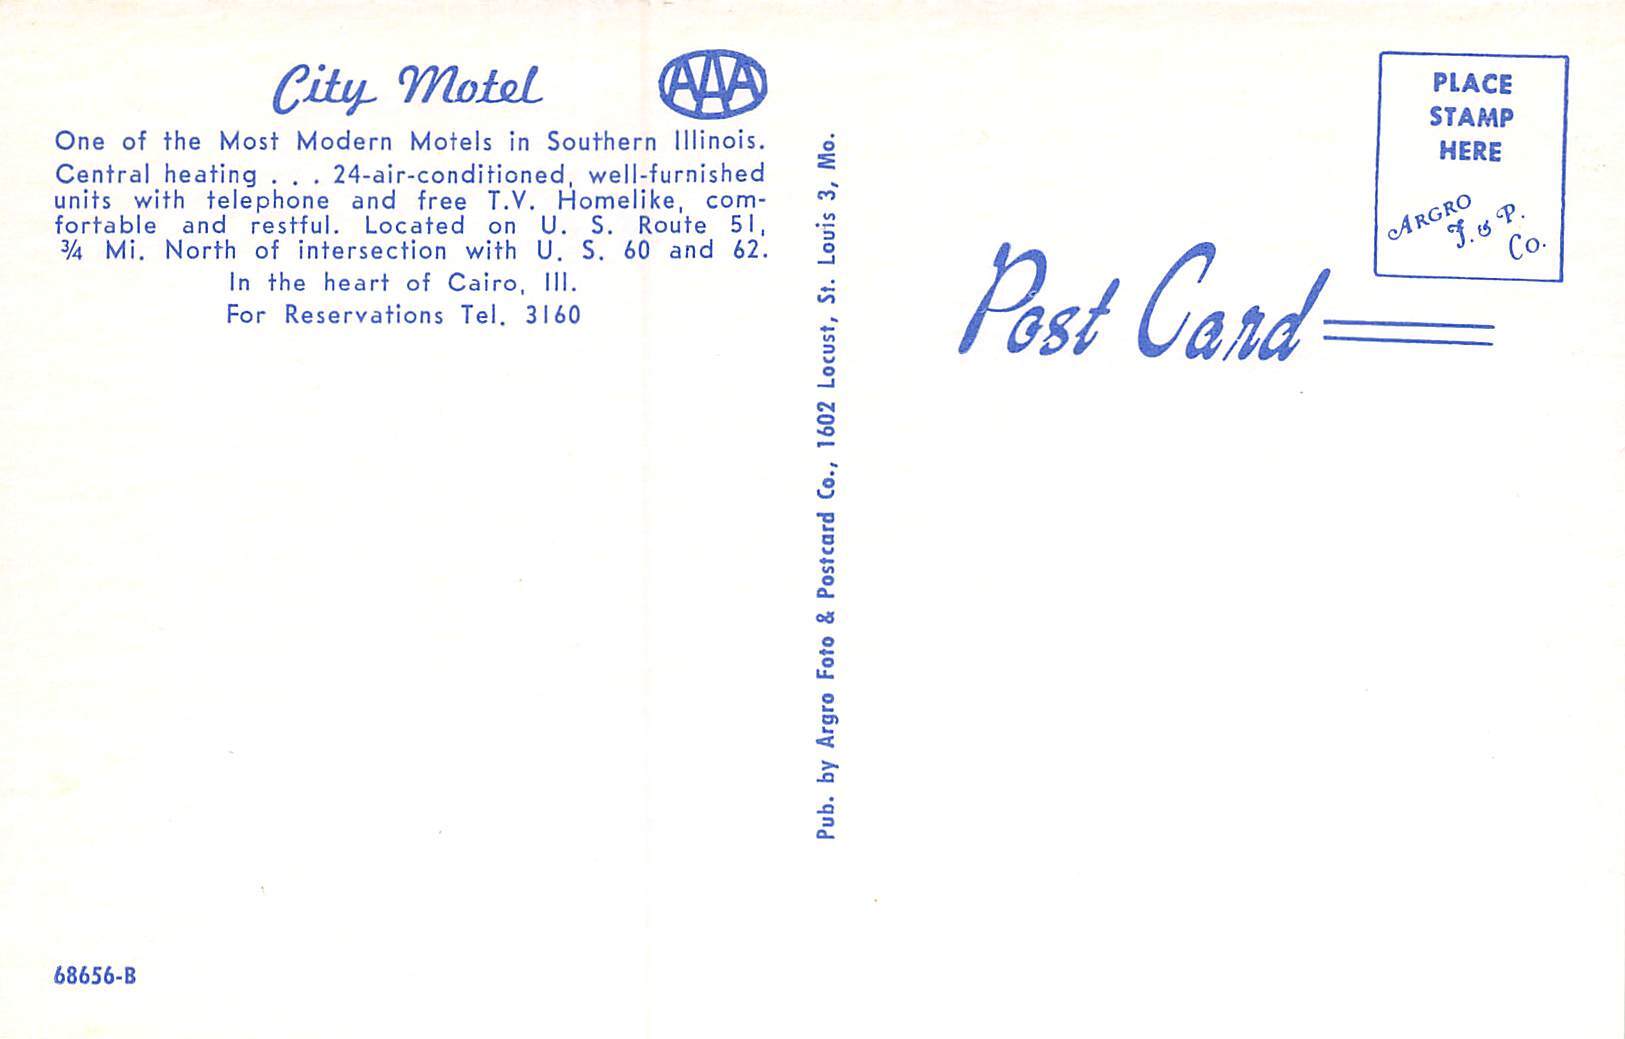 City Motel
AAA
One of the Most Modern Motels in Southern Illinois.
Central heating . . . 24-air-conditioned, well-furnished
units with telephone and free T.V. Homelike, com-
fortable and restful. Located on U. S. Route 51,
¾ Mi. North of intersection with U. S. 60 and 62.
In the heart of Cairo, Ill.
For Reservations Tel. 3160
68656-B
Pub. by Argro Foto & Postcard Co., 1602 Locust, St. Louis 3, Mo.
PLACE
STAMP
HERE
ARGRO
F. & P.
Co.
Post Card